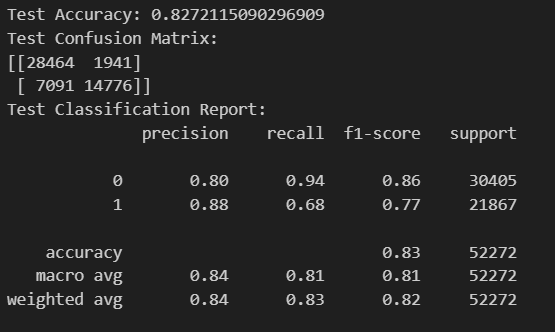 Test Accuracy: 0.8272115090296909
Test Confusion Matrix:
[[28464  1941]
 [ 7091 14776]]
Test Classification Report:
              precision    recall  f1-score   support

           0       0.80      0.94      0.86     30405
           1       0.88      0.68      0.77     21867

    accuracy                           0.83     52272
   macro avg       0.84      0.81      0.81     52272
weighted avg       0.84      0.83      0.82     52272